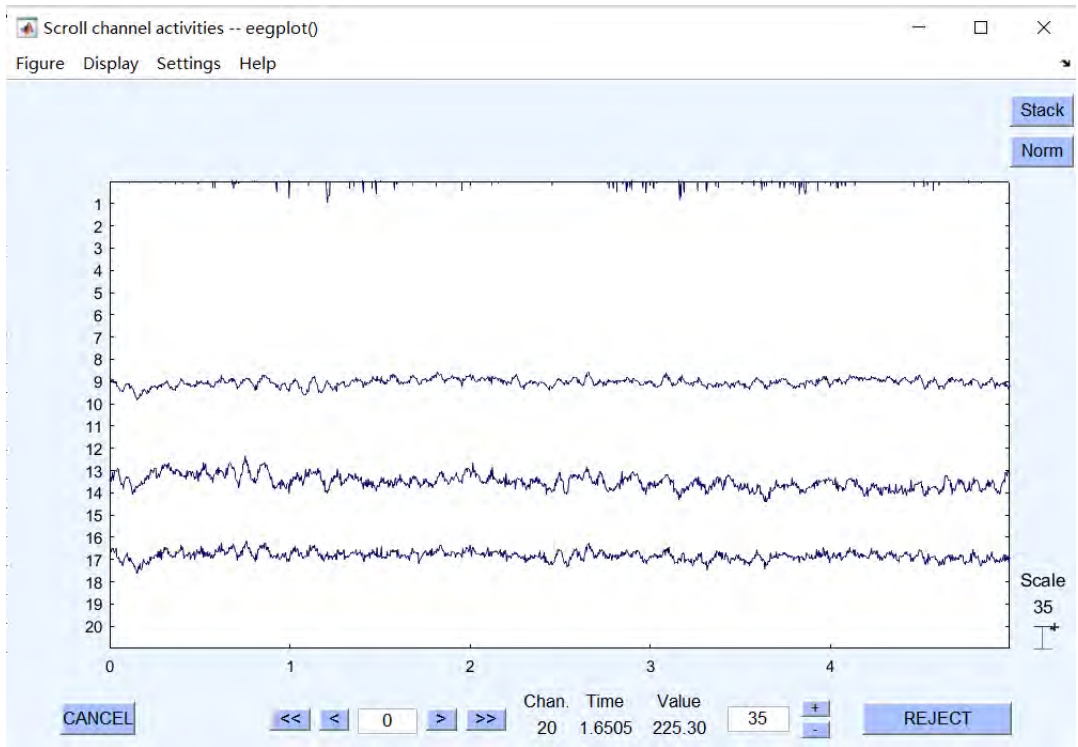 Scroll channel activities -- eegplot()
Figure Display Settings Help
Stack
Norm
1
2
3
4
5
6
7
8
9
10
11
12
13
14
15
16
17
18
19
20
Scale
35
0 1 2 3 4
Chan. Time Value
CANCEL << < 0 > >> 20 1.6505 225.30 35 + - REJECT